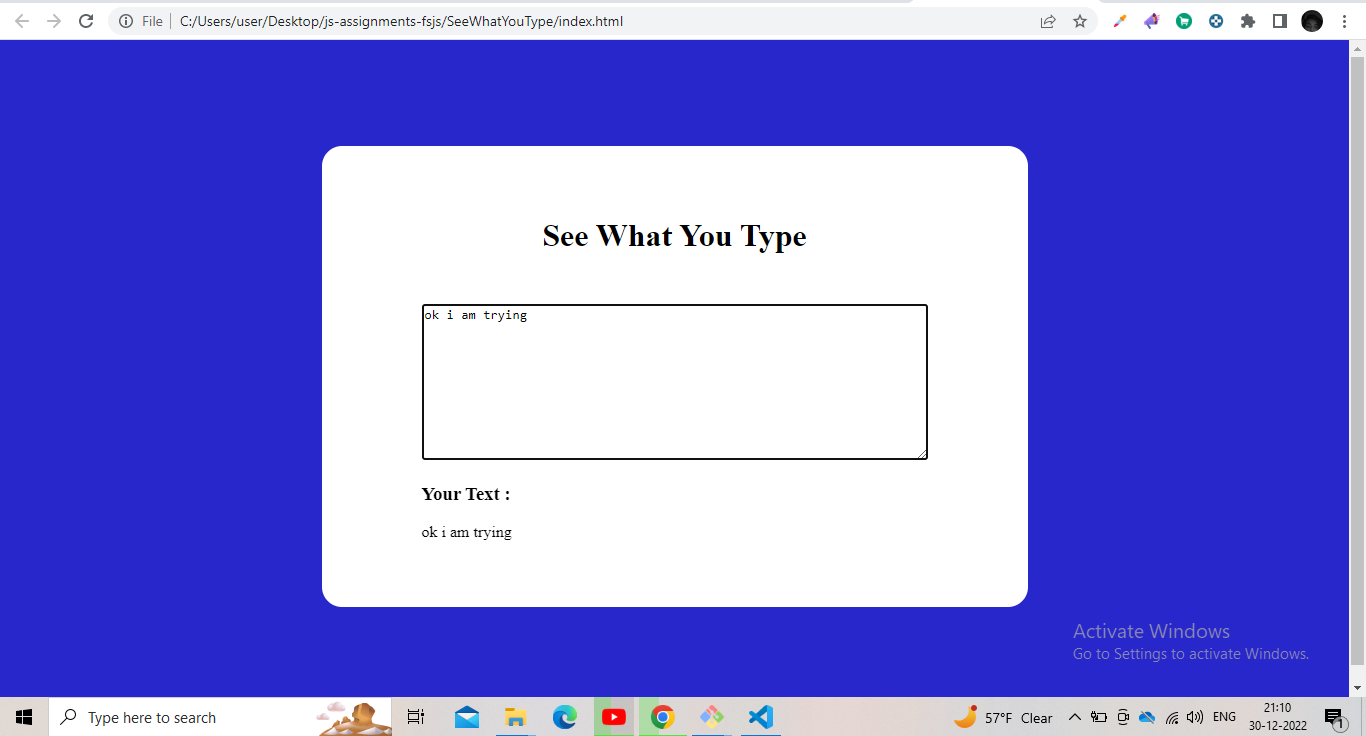 File C:/Users/user/Desktop/js-assignments-fsjs/SeeWhatYouType/index.html
See What You Type
ok i am trying
Your Text :
ok i am trying
Activate Windows
Go to Settings to activate Windows.
Type here to search
57°F Clear
ENG
21:10
30-12-2022
1